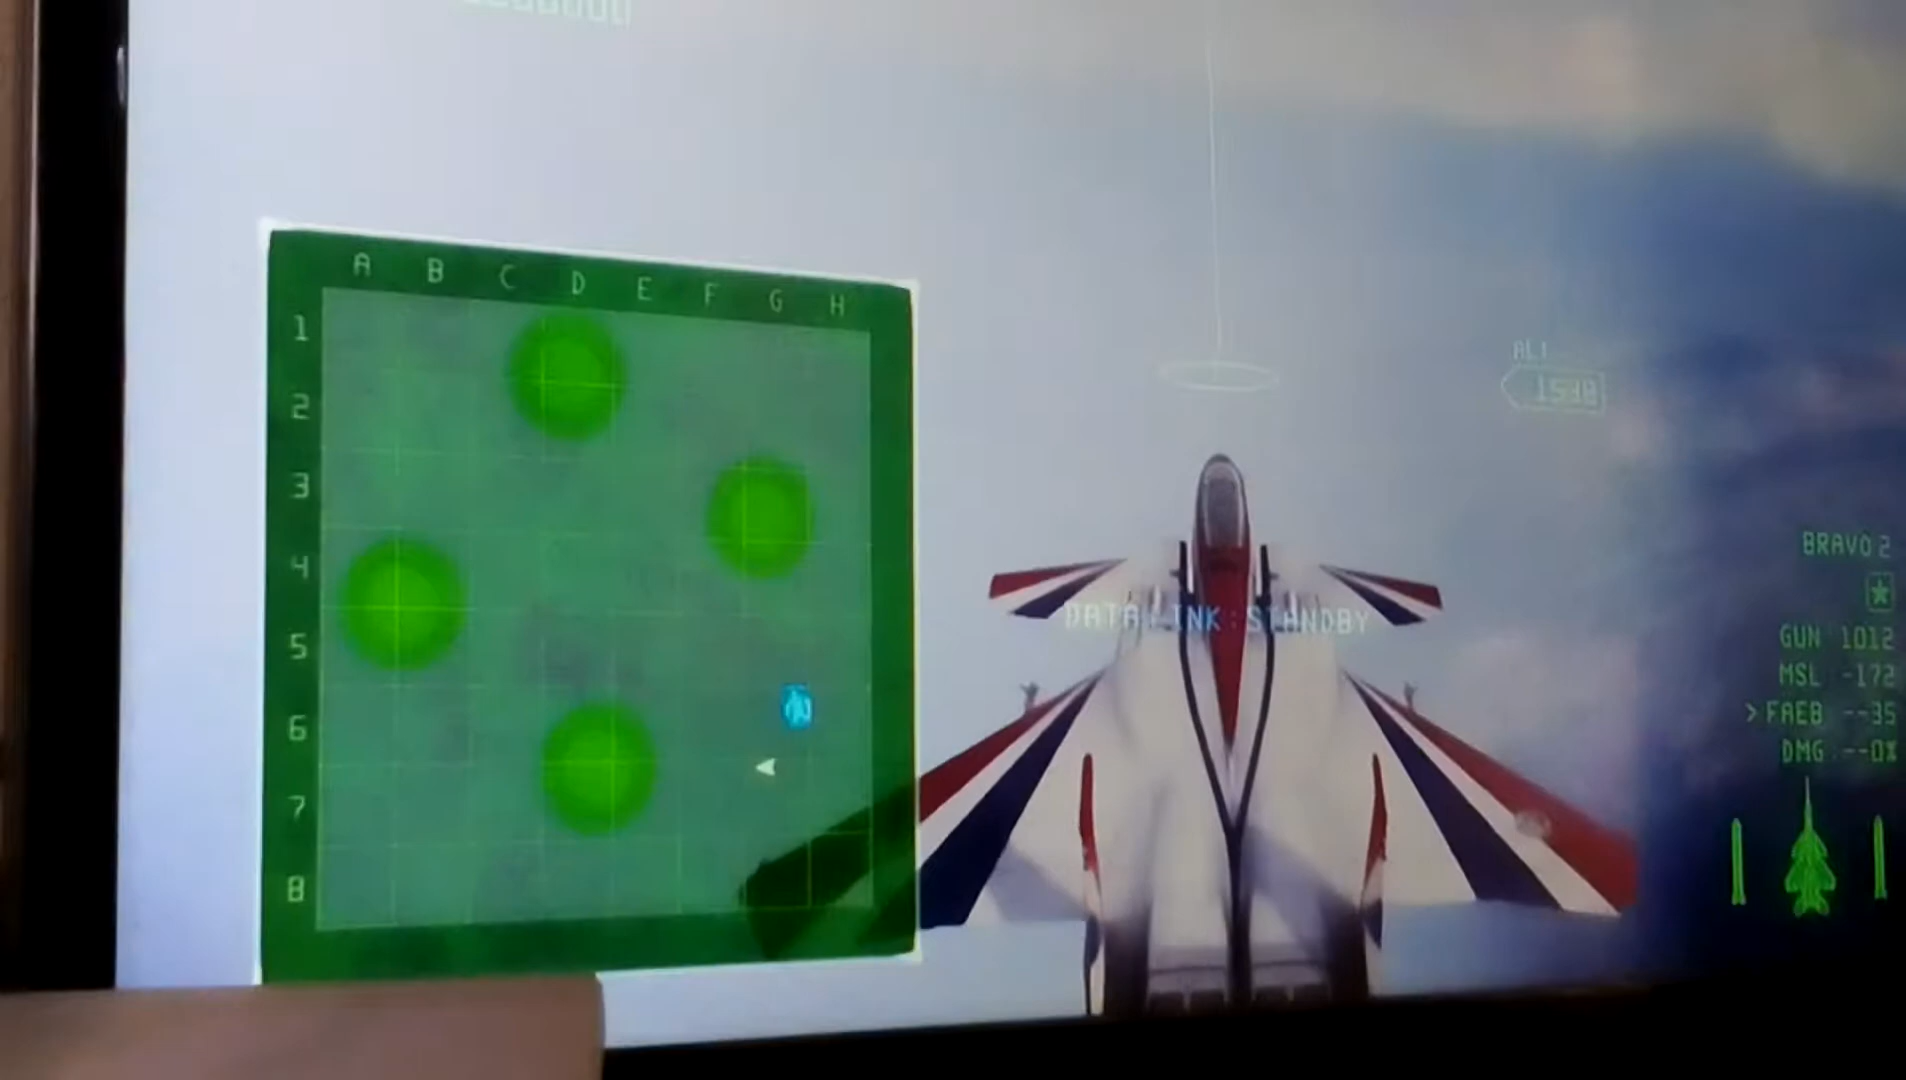 A B C D E F G H
1
2
3
4
5
6
7
8
ALT
1538
DATA LINK : STANDBY
BRAVO 2
GUN 1012
MSL -172
>FAEB --35
DMG --0%